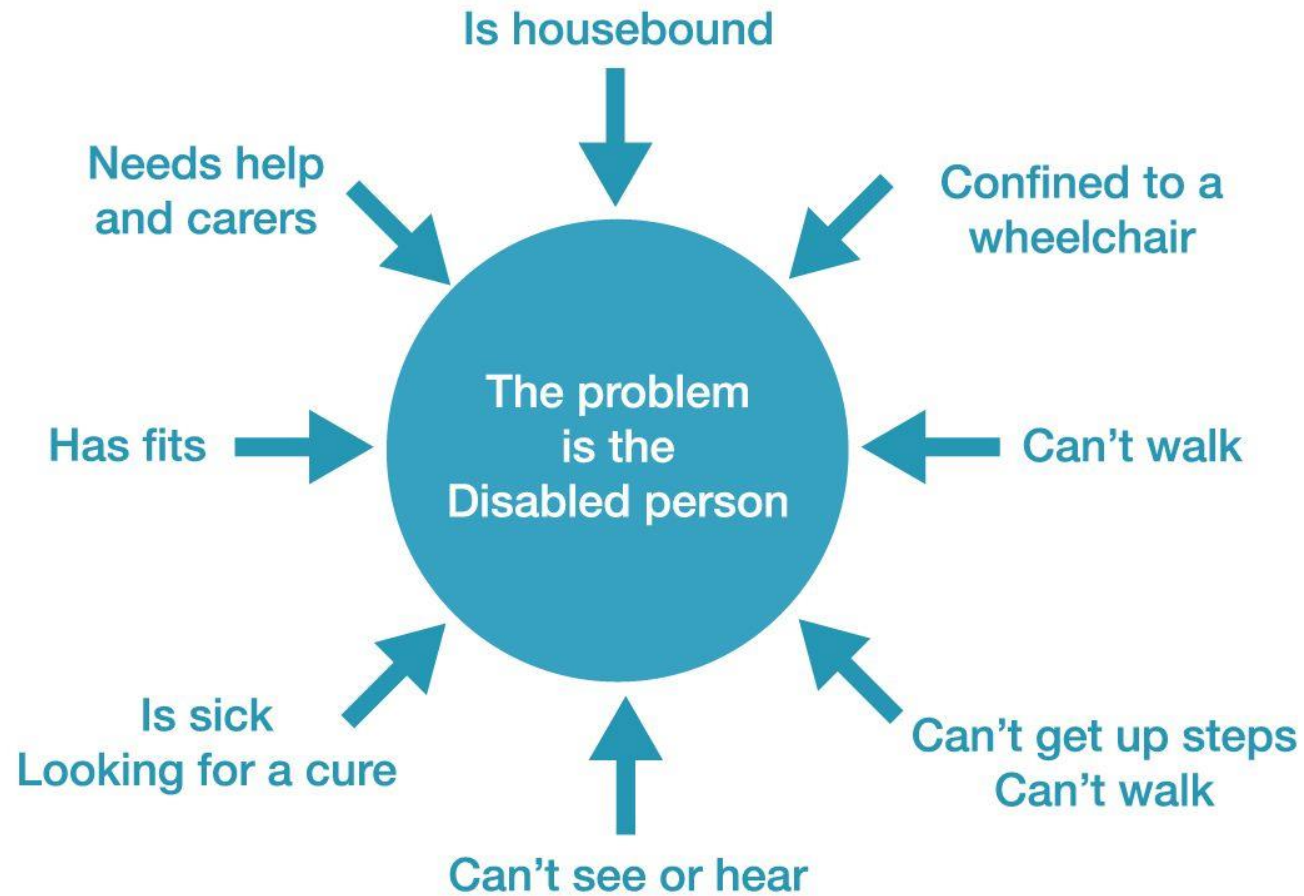 Is housebound
Needs help
and carers
Confined to a
wheelchair
The problem
is the
Disabled person
Has fits
Can't walk
Is sick
Looking for a cure
Can't get up steps
Can't walk
Can't see or hear